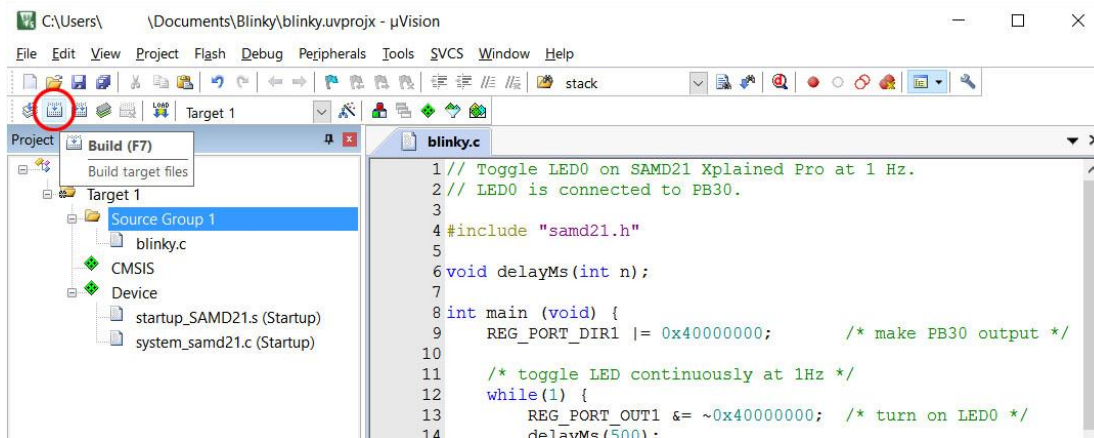 C:\Users\ \Documents\Blinky\blinky.uvprojx - µVision
File Edit View Project Flash Debug Peripherals Tools SVCS Window Help
stack
LOAD Target 1
Project
Build (F7)
Build target files
Target 1
Source Group 1
blinky.c
CMSIS
Device
startup_SAMD21.s (Startup)
system_samd21.c (Startup)
blinky.c
1 // Toggle LED0 on SAMD21 Xplained Pro at 1 Hz.
2 // LED0 is connected to PB30.
3
4 #include "samd21.h"
5
6 void delayMs(int n);
7
8 int main (void) {
9 REG_PORT_DIR1 |= 0x40000000; /* make PB30 output */
10
11 /* toggle LED continuously at 1Hz */
12 while(1) {
13 REG_PORT_OUT1 &= ~0x40000000; /* turn on LED0 */
14 delayMs(500);